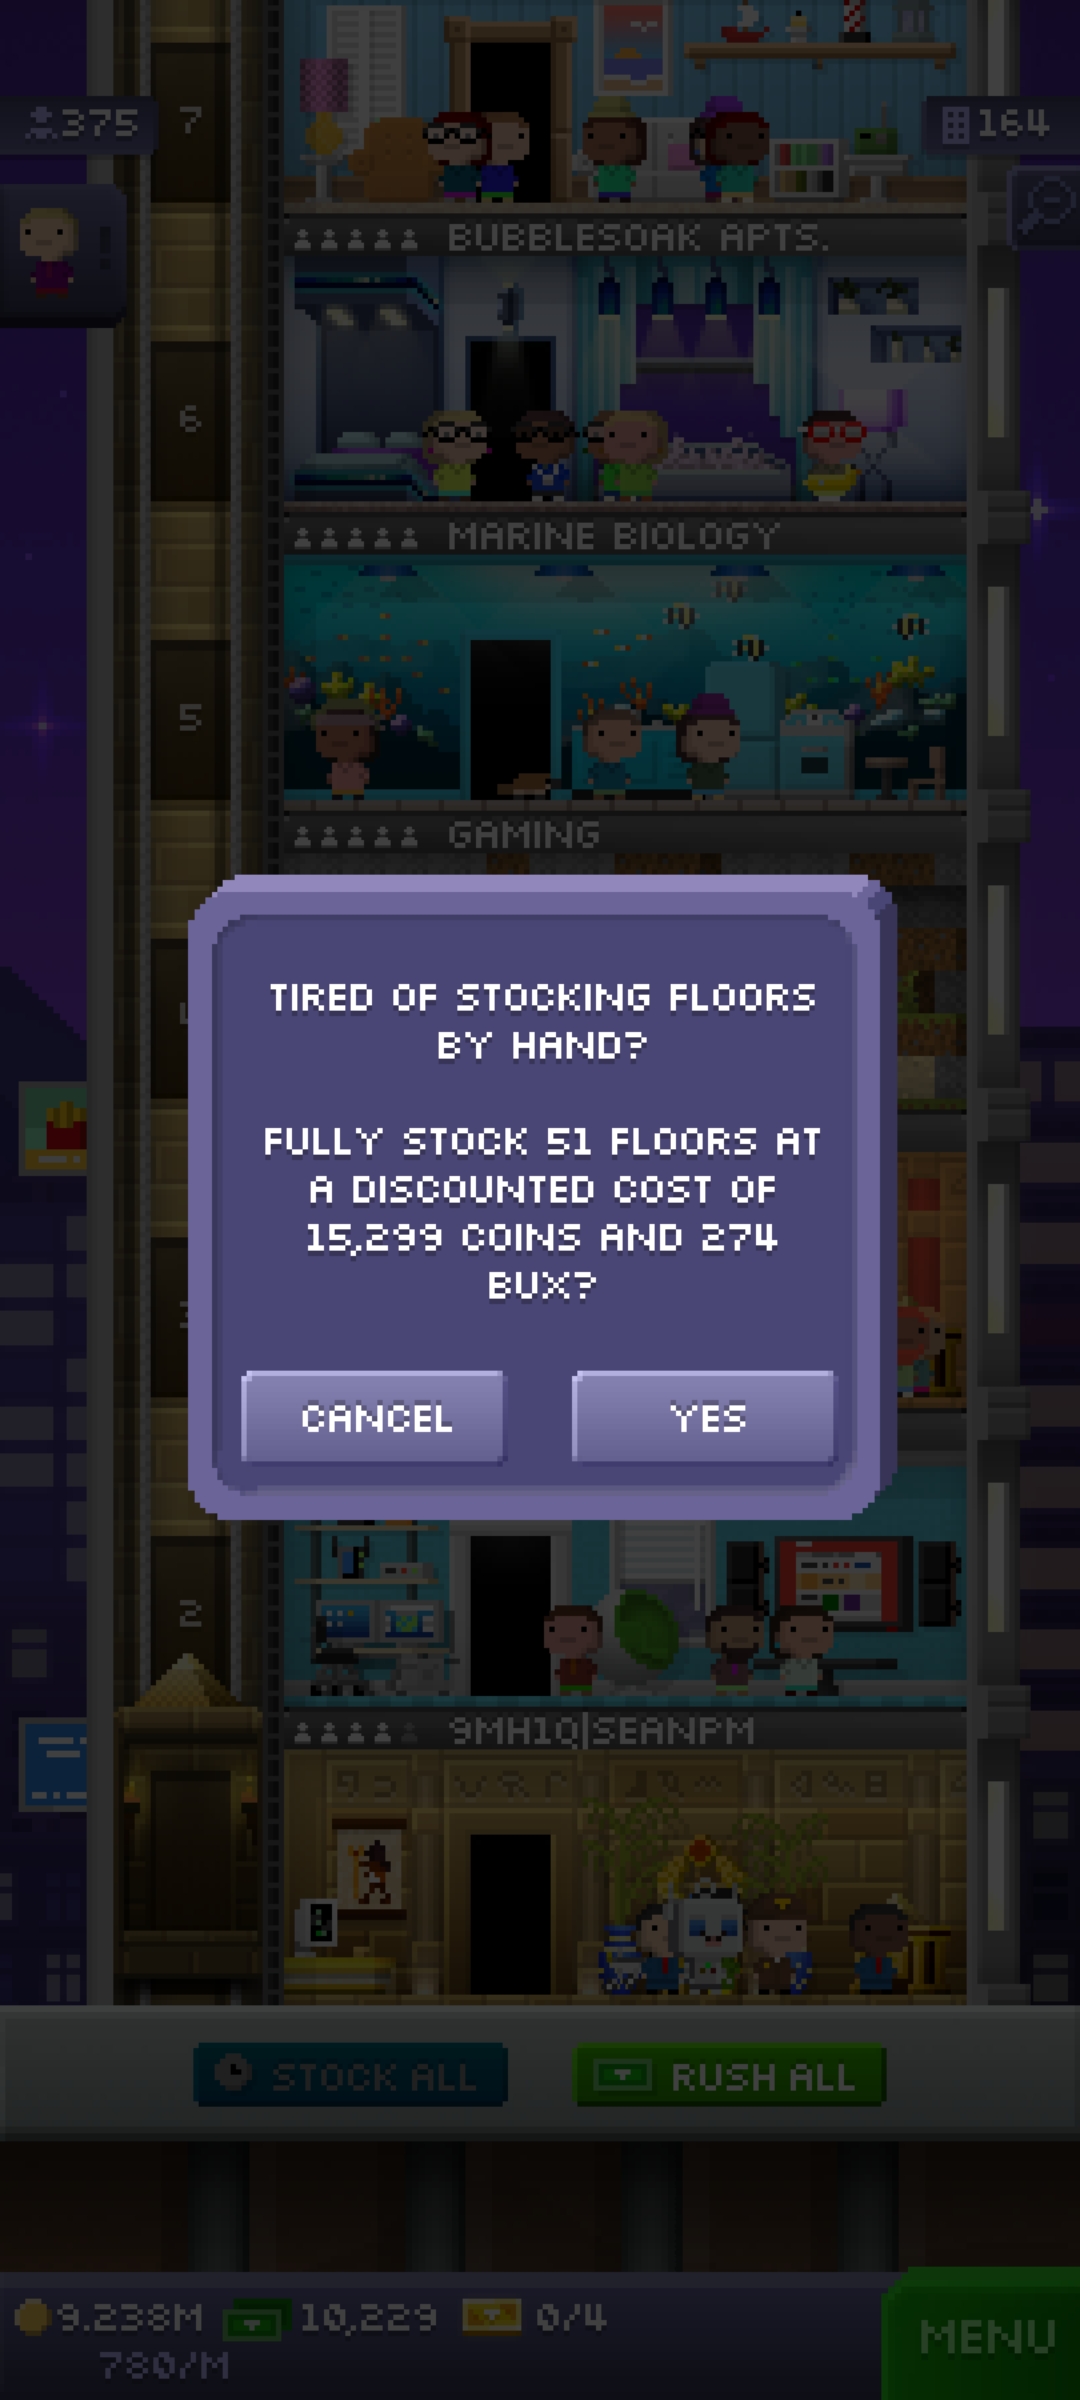 375
7
164
BUBBLESOAK APTS.
6
MARINE BIOLOGY
5
GAMING
TIRED OF STOCKING FLOORS
BY HAND?
FULLY STOCK 51 FLOORS AT
A DISCOUNTED COST OF
15,299 COINS AND 274
BUX?
CANCEL
YES
2
9MH1Q|SEANPM
STOCK ALL
RUSH ALL
9.238M
10,229
0/4
780/M
MENU